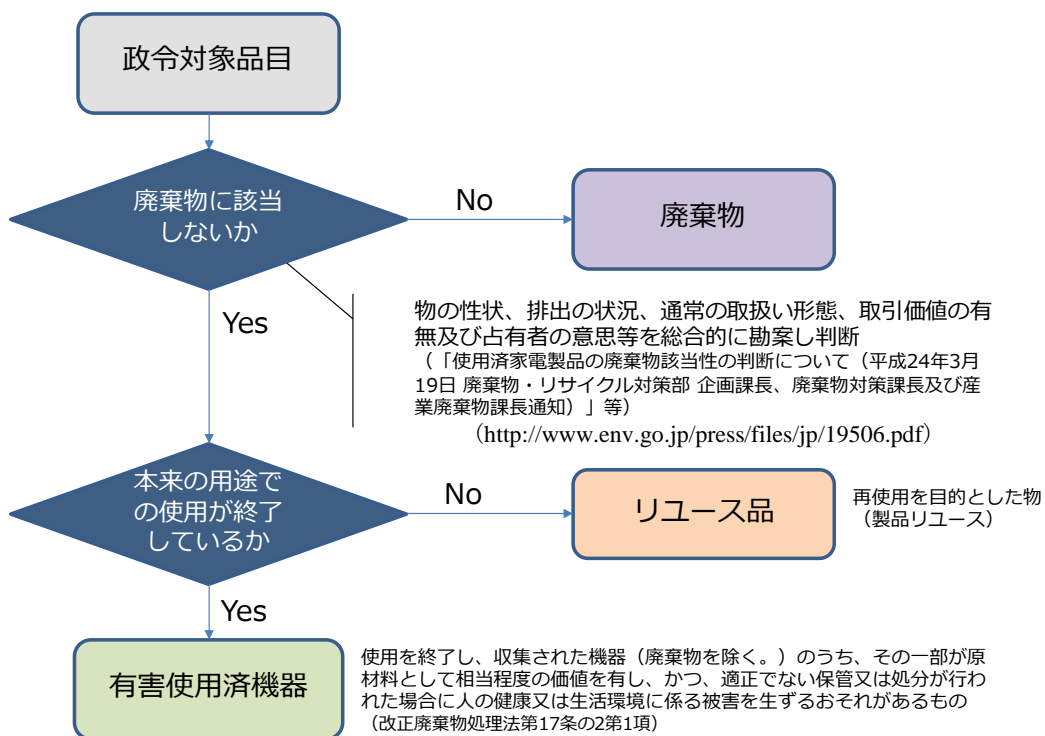 政令対象品目
廃棄物に該当
しないか
No
廃棄物
Yes
物の性状、排出の状況、通常の取扱い形態、取引価値の有
無及び占有者の意思等を総合的に勘案し判断
（「使用済家電製品の廃棄物該当性の判断について（平成24年3月
19日 廃棄物・リサイクル対策部 企画課長、廃棄物対策課長及び産
業廃棄物課長通知）」等）
（http://www.env.go.jp/press/files/jp/19506.pdf）
本来の用途で
の使用が終了
しているか
No
リユース品
再使用を目的とした物
（製品リユース）
Yes
有害使用済機器
使用を終了し、収集された機器（廃棄物を除く。）のうち、その一部が原
材料として相当程度の価値を有し、かつ、適正でない保管又は処分が行わ
れた場合に人の健康又は生活環境に係る被害を生ずるおそれがあるもの
（改正廃棄物処理法第17条の2第1項）